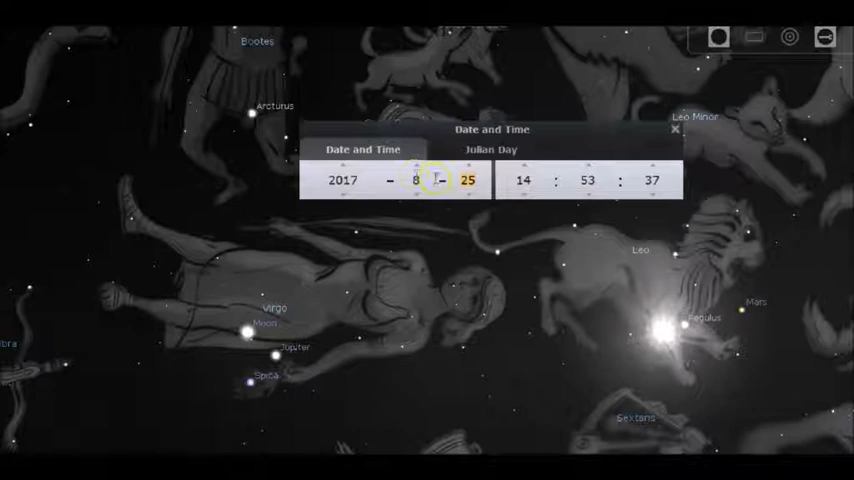 Bootes
Arcturus
Leo Minor
Date and Time
Date and Time
Julian Day
2017 - 8 - 25 14 : 53 : 37
Leo
Mars
Virgo
Moon
Regulus
Jupiter
Spica
Sextans